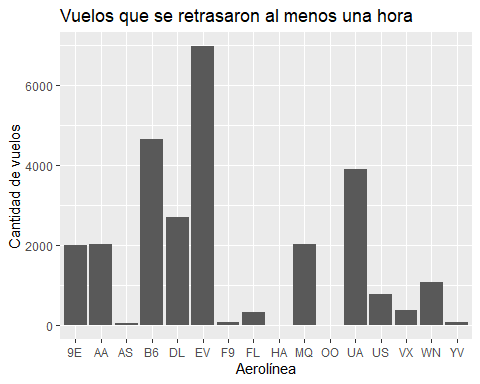 Vuelos que se retrasaron al menos una hora
Cantidad de vuelos
6000
4000
2000
0
9E AA AS B6 DL EV F9 FL HA MQ OO UA US VX WN YV
Aerolínea